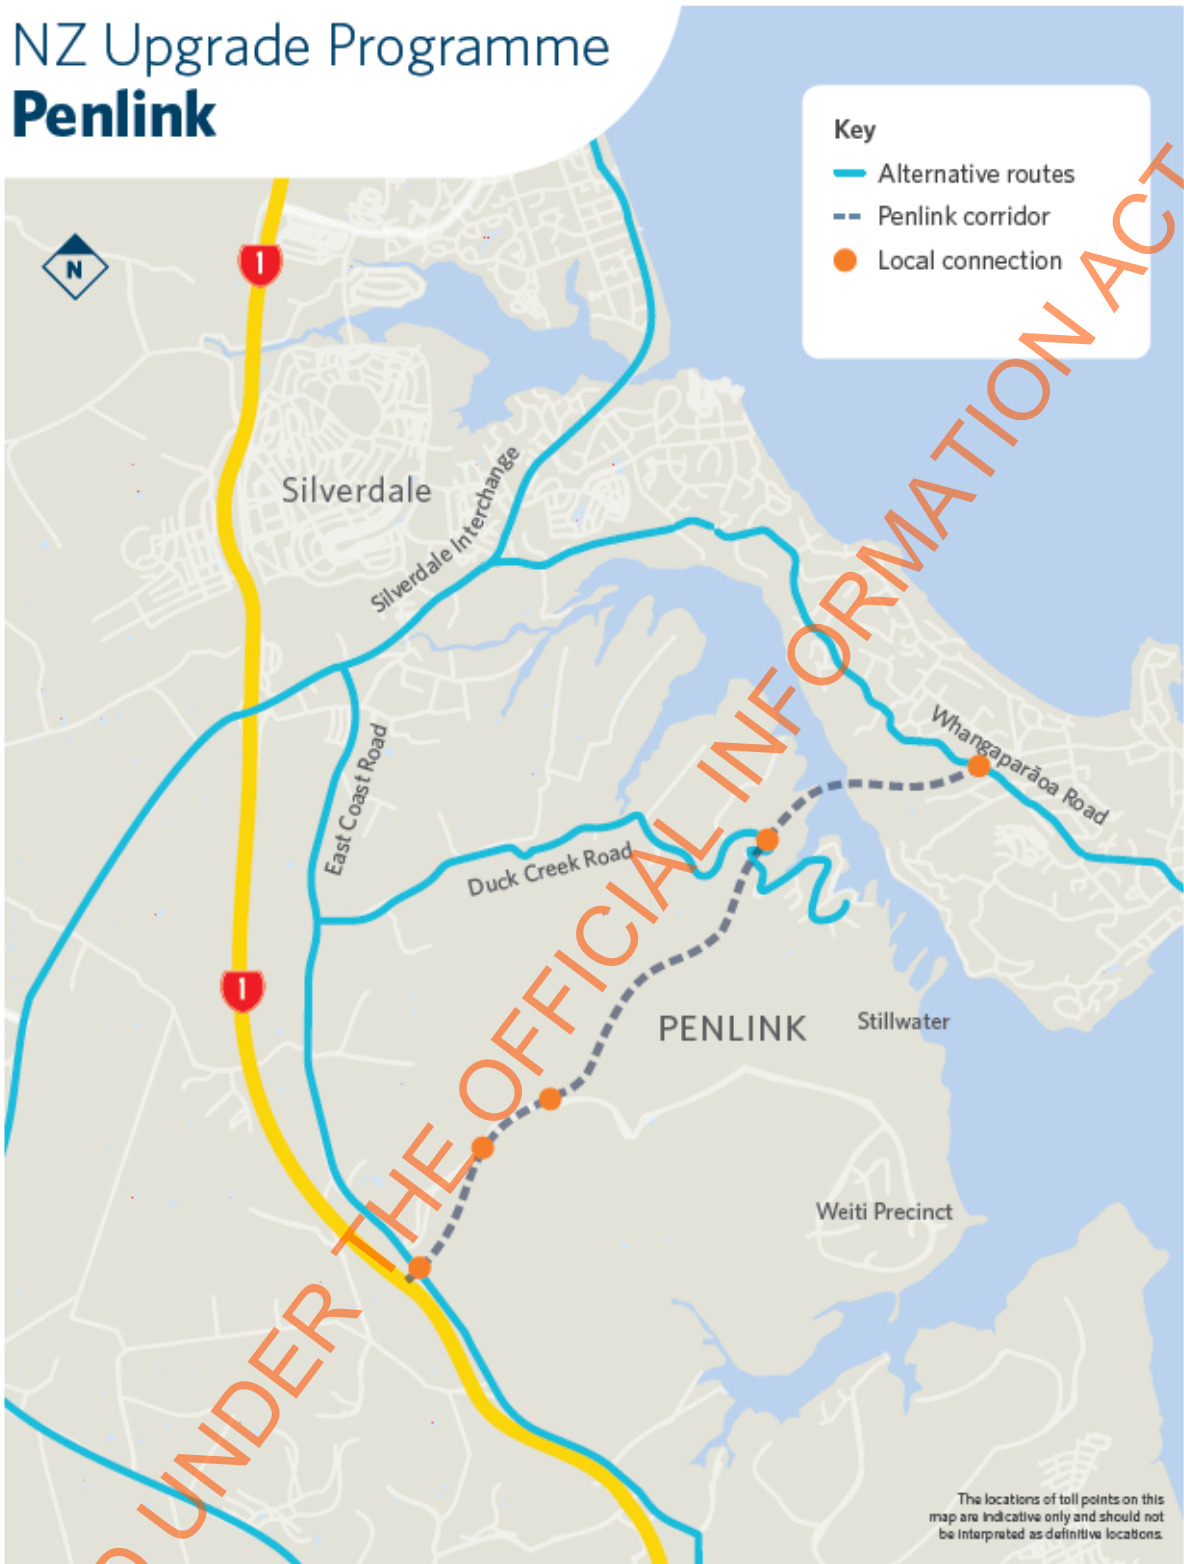 NZ Upgrade Programme
Penlink
Key
Alternative routes
Penlink corridor
Local connection
N
1
Silverdale
Silverdale Interchange
East Coast Road
Whangaparāoa Road
Duck Creek Road
1
PENLINK
Stillwater
Weiti Precinct
UNDER THE OFFICIAL INFORMATION ACT
The locations of toll points on this
map are indicative only and should not
be interpreted as definitive locations.